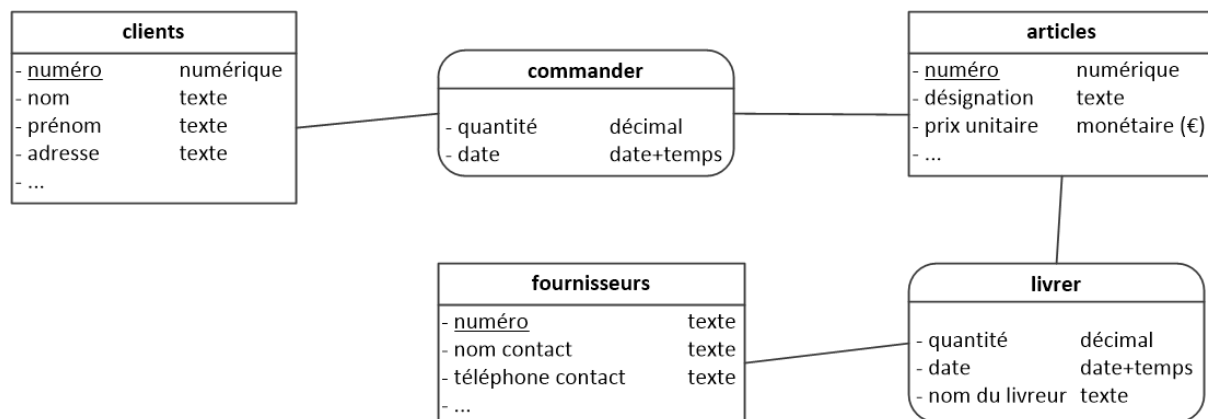 clients
- numéro numérique
- nom texte
- prénom texte
- adresse texte
- ...
commander
- quantité décimal
- date date+temps
articles
- numéro numérique
- désignation texte
- prix unitaire monétaire (€)
- ...
fournisseurs
- numéro texte
- nom contact texte
- téléphone contact texte
- ...
livrer
- quantité décimal
- date date+temps
- nom du livreur texte